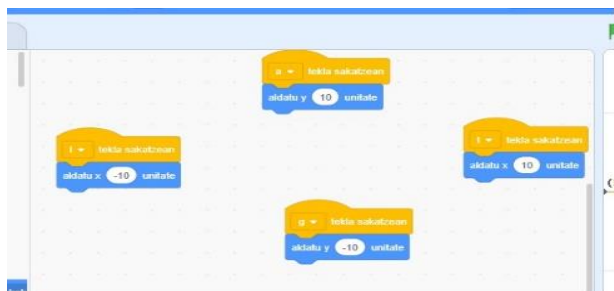 a tekla sakatzean
aldatu y 10 unitate
tekla sakatzean
aldatu x -10 unitate
tekla sakatzean
aldatu x 10 unitate
g tekla sakatzean
aldatu y -10 unitate